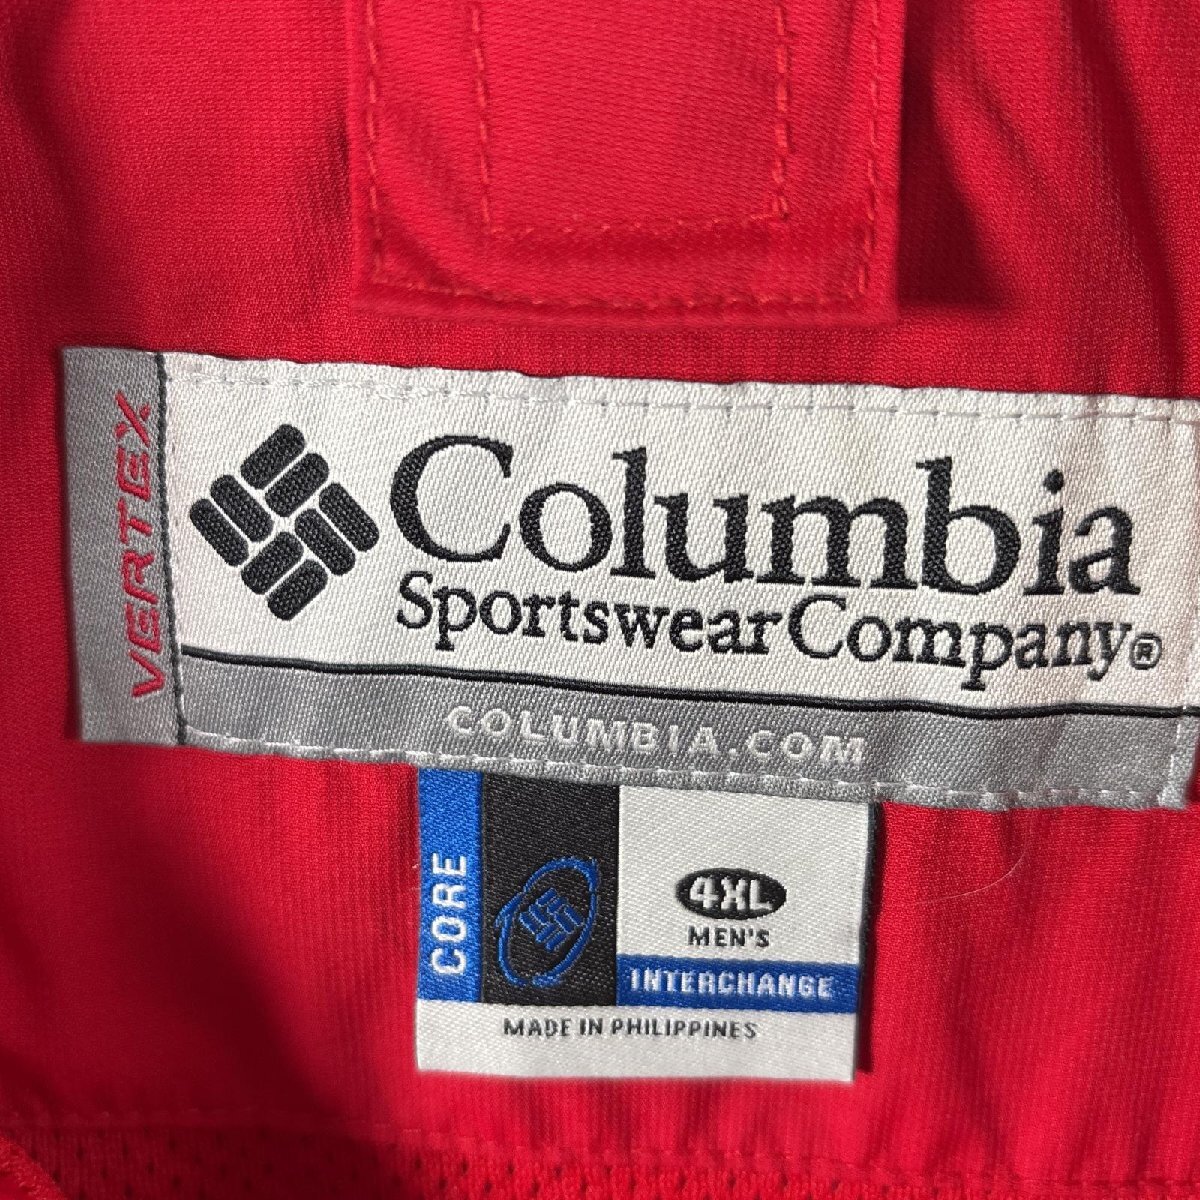 VERTEX
Columbia
Sportswear Company®
COLUMBIA.COM
CORE
4XL
MEN'S
INTERCHANGE
MADE IN PHILIPPINES